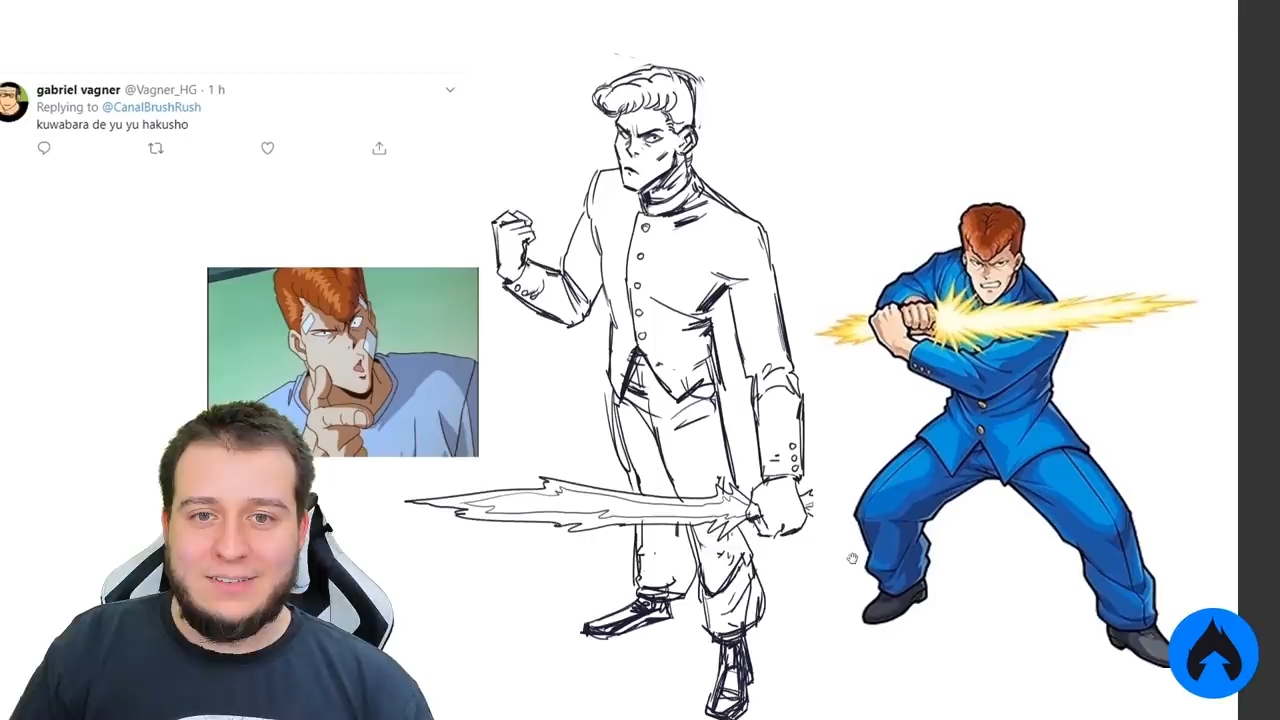 gabriel vagner @Vagner_HG · 1 h
Replying to @CanalBrushRush
kuwabara de yu yu hakusho